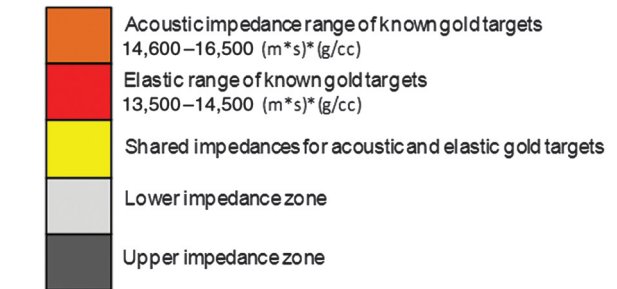 Acoustic impedance range of known gold targets
14,600–16,500 (m*s)*(g/cc)
Elastic range of known gold targets
13,500–14,500 (m*s)*(g/cc)
Shared impedances for acoustic and elastic gold targets
Lower impedance zone
Upper impedance zone